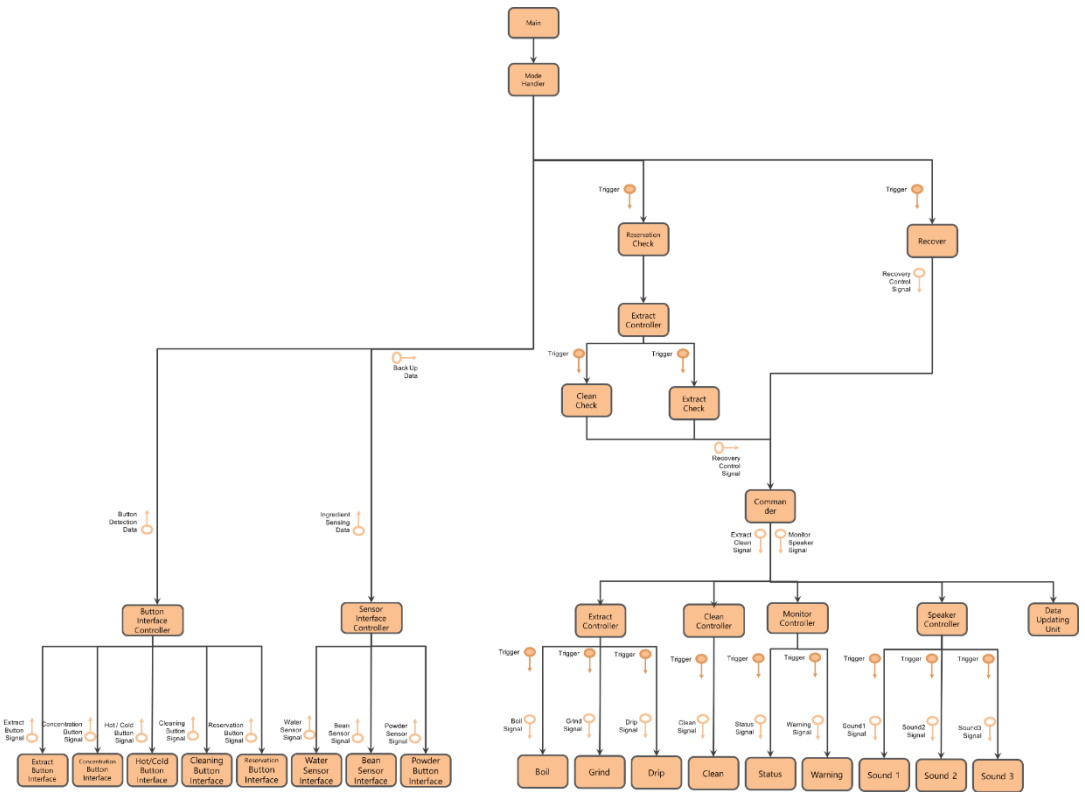 Main
Mode
Handler
Trigger
Trigger
Reservation
Check
Recover
Recovery
Control
Signal
Extract
Controller
Trigger
Trigger
Back Up
Data
Clean
Check
Extract
Check
Recovery
Control
Signal
Comman
der
Button
Detection
Data
Ingredient
Sensing
Data
Extract
Clean
Signal
Monitor
Speaker
Signal
Button
Interface
Controller
Sensor
Interface
Controller
Extract
Controller
Clean
Controller
Monitor
Controller
Speaker
Controller
Data
Updating
Unit
Trigger
Trigger
Trigger
Trigger
Trigger
Trigger
Trigger
Trigger
Trigger
Extract
Button
Signal
Concentration
Button
Signal
Hot / Cold
Button
Signal
Cleaning
Button
Signal
Reservation
Button
Signal
Water
Sensor
Signal
Bean
Sensor
Signal
Powder
Sensor
Signal
Boil
Signal
Grind
Signal
Drip
Signal
Clean
Signal
Status
Signal
Warning
Signal
Sound1
Signal
Sound2
Signal
Sound3
Signal
Extract
Button
Interface
Concentration
Button
Interface
Hot/Cold
Button
Interface
Cleaning
Button
Interface
Reservation
Button
Interface
Water
Sensor
Interface
Bean
Sensor
Interface
Powder
Button
Interface
Boil
Grind
Drip
Clean
Status
Warning
Sound 1
Sound 2
Sound 3